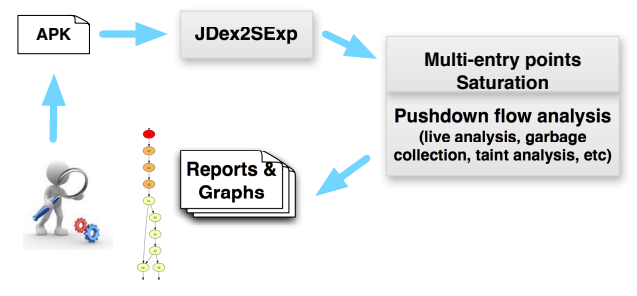 APK
JDex2SExp
Multi-entry points
Saturation
Pushdown flow analysis
(live analysis, garbage
collection, taint analysis, etc)
Reports &
Graphs